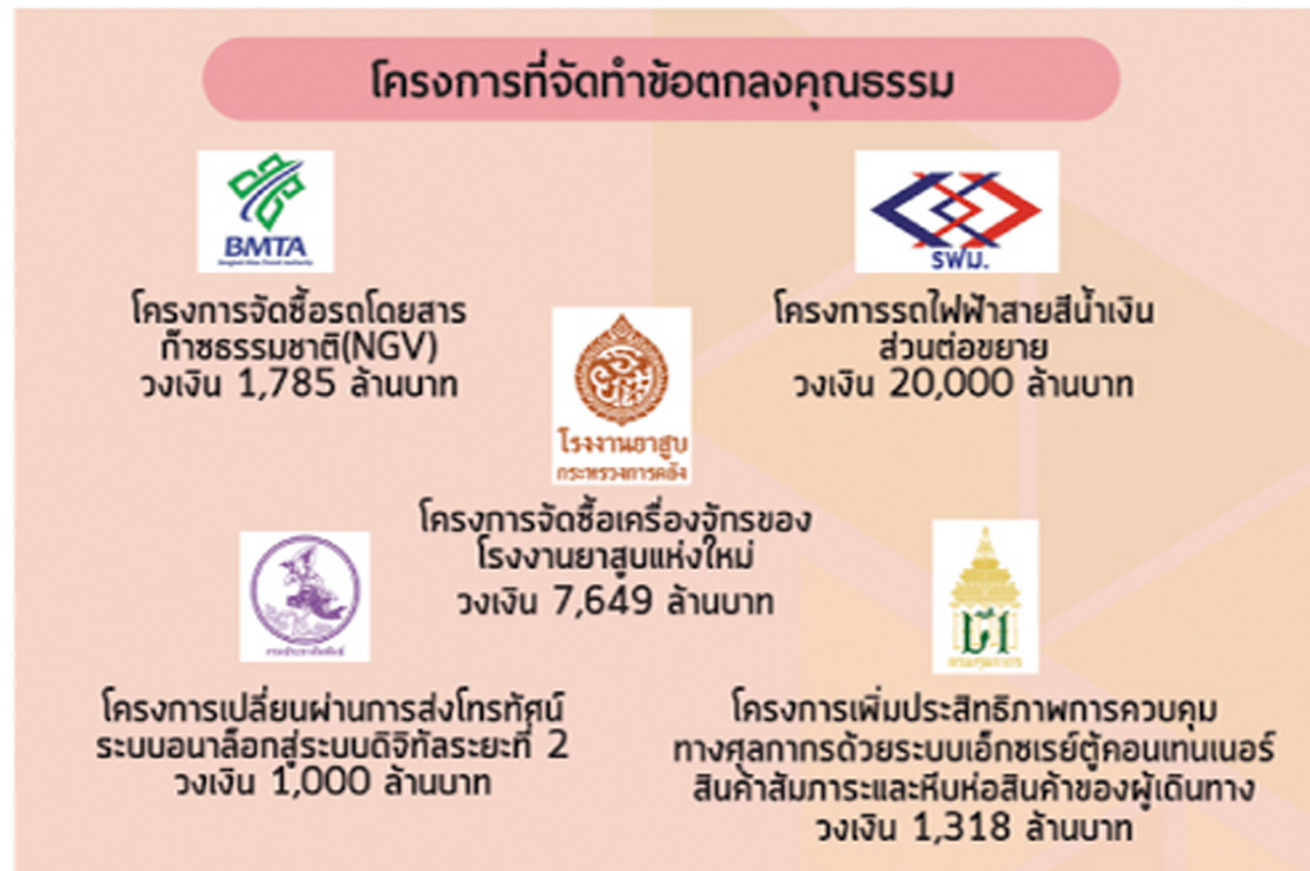 โครงการที่จัดทำข้อตกลงคุณธรรม
BMTA
โครงการจัดซื้อรถโดยสาร
ก๊าซธรรมชาติ(NGV)
วงเงิน 1,785 ล้านบาท
รฟม.
โครงการรถไฟฟ้าสายสีน้ำเงิน
ส่วนต่อขยาย
วงเงิน 20,000 ล้านบาท
โรงงานยาสูบ
กระทรวงการคลัง
โครงการจัดซื้อเครื่องจักรของ
โรงงานยาสูบแห่งใหม่
วงเงิน 7,649 ล้านบาท
กรมประชาสัมพันธ์
โครงการเปลี่ยนผ่านการส่งโทรทัศน์
ระบบอนาล็อกสู่ระบบดิจิทัลระยะที่ 2
วงเงิน 1,000 ล้านบาท
กรมศุลกากร
โครงการเพิ่มประสิทธิภาพการควบคุม
ทางศุลกากรด้วยระบบเอ็กซเรย์ตู้คอนเทนเนอร์
สินค้าสัมภาระและหีบห่อสินค้าของผู้เดินทาง
วงเงิน 1,318 ล้านบาท